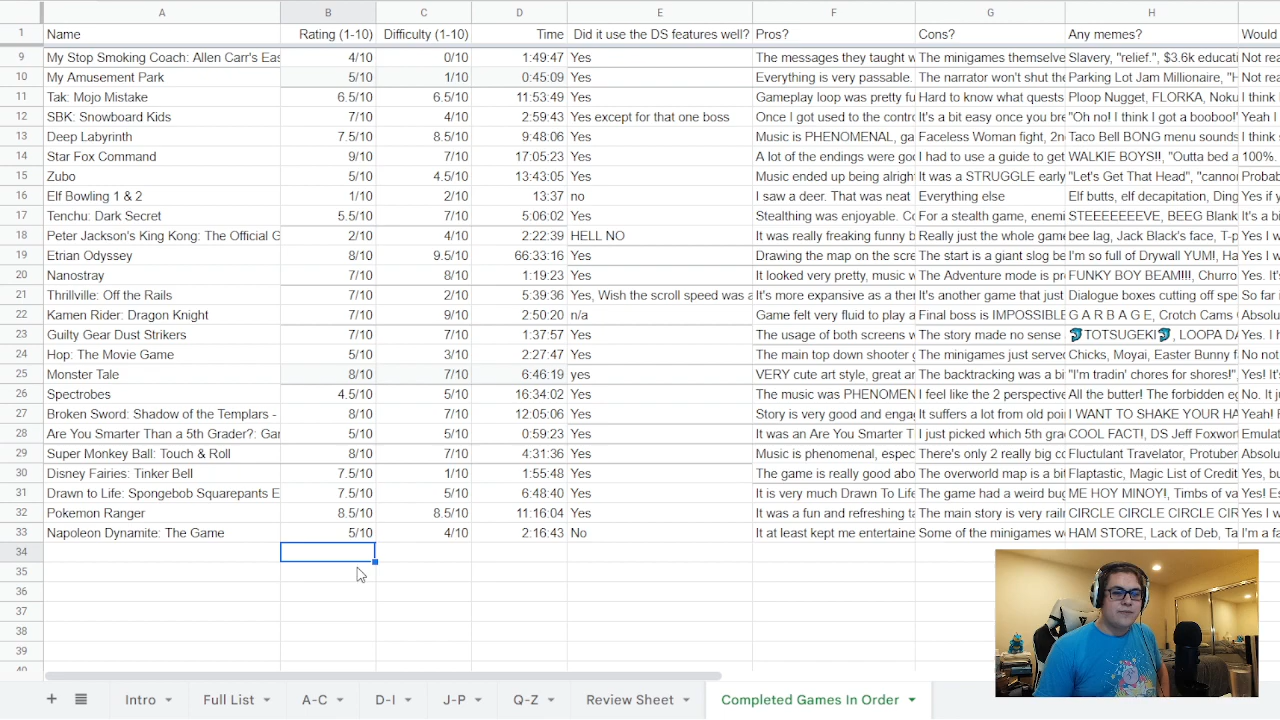 A B C D E F G H
1 Name Rating (1-10) Difficulty (1-10) Time Did it use the DS features well? Pros? Cons? Any memes? Would
9 My Stop Smoking Coach: Allen Carr's Eas 4/10 0/10 1:49:47 Yes The messages they taught w The minigames themselve Slavery, "relief.", $3.6k educati Not rea
10 My Amusement Park 5/10 1/10 0:45:09 Yes Everything is very passable. The narrator won't shut the Parking Lot Jam Millionaire, "H Not rea
11 Tak: Mojo Mistake 6.5/10 6.5/10 11:53:49 Yes Gameplay loop was pretty fu Hard to know what quests Ploop Nugget, FLORKA, Noku I think I
12 SBK: Snowboard Kids 7/10 4/10 2:59:43 Yes except for that one boss Once I got used to the contro It's a bit easy once you bre "Oh no! I think I got a booboo!" Yeah I
13 Deep Labyrinth 7.5/10 8.5/10 9:48:06 Yes Music is PHENOMENAL, ga Faceless Woman fight, 2nd Taco Bell BONG menu sounds I think s
14 Star Fox Command 9/10 7/10 17:05:23 Yes A lot of the endings were goo I had to use a guide to get WALKIE BOYS!!, "Outta bed a 100%.
15 Zubo 5/10 4.5/10 13:43:05 Yes Music ended up being alrigh It was a STRUGGLE early "Let's Get That Head", "canno Probab
16 Elf Bowling 1 & 2 1/10 2/10 13:37 no I saw a deer. That was neat Everything else Elf butts, elf decapitation, Ding Yes if y
17 Tenchu: Dark Secret 5.5/10 7/10 5:06:02 Yes Stealthing was enjoyable. Co For a stealth game, enemi STEEEEEEVE, BEEG Blank It's a b
18 Peter Jackson's King Kong: The Official G 2/10 4/10 2:22:39 HELL NO It was really freaking funny b Really just the whole game bee lag, Jack Black's face, T-p Yes I w
19 Etrian Odyssey 8/10 9.5/10 66:33:16 Yes Drawing the map on the scre The start is a giant slog be I'm so full of Drywall YUM!, Ha Yes I w
20 Nanostray 7/10 8/10 1:19:23 Yes It looked very pretty, music w The Adventure mode is pr FUNKY BOY BEAM!!!, Churro Yes. It's
21 Thrillville: Off the Rails 7/10 2/10 5:39:36 Yes, Wish the scroll speed was a It's more expansive as a the It's another game that just Dialogue boxes cutting off spe So far i
22 Kamen Rider: Dragon Knight 7/10 9/10 2:50:20 n/a Game felt very fluid to play a Final boss is IMPOSSIBLE G A R B A G E, Crotch Cams Absolu
23 Guilty Gear Dust Strikers 7/10 7/10 1:37:57 Yes The usage of both screens w The story made no sense 🐬TOTSUGEKI🐬, LOOPA DA Yes. I h
24 Hop: The Movie Game 5/10 3/10 2:27:47 Yes The main top down shooter g The minigames just serve Chicks, Moyai, Easter Bunny f No not
25 Monster Tale 8/10 7/10 6:46:19 yes VERY cute art style, great an The backtracking was a bi "I'm tradin' chores for shores!", Yes! It's
26 Spectrobes 4.5/10 5/10 16:34:02 Yes The music was PHENOMEN I feel like the 2 perspective All the butter! The forbidden eg No. It j
27 Broken Sword: Shadow of the Templars - 8/10 7/10 12:05:06 Yes Story is very good and enga It suffers a lot from old poi I WANT TO SHAKE YOUR HA Yeah! F
28 Are You Smarter Than a 5th Grader?: Gar 5/10 5/10 0:59:23 Yes It was an Are You Smarter T I just picked which 5th gra COOL FACT!, DS Jeff Foxwor Emulat
29 Super Monkey Ball: Touch & Roll 8/10 7/10 4:31:36 Yes Music is phenomenal, espec There's only 2 really big co Fluctulant Travelator, Protuber Absolu
30 Disney Fairies: Tinker Bell 7.5/10 1/10 1:55:48 Yes The game is really good abo The overworld map is a bit Flaptastic, Magic List of Credit Yes, bu
31 Drawn to Life: Spongebob Squarepants E 7.5/10 5/10 6:48:40 Yes It is very much Drawn To Life The game had a weird bug ME HOY MINOY!, Timbs of va Yes! Es
32 Pokemon Ranger 8.5/10 8.5/10 11:16:04 Yes It was a fun and refreshing ta The main story is very railr CIRCLE CIRCLE CIRCLE CIR Yes I w
33 Napoleon Dynamite: The Game 5/10 4/10 2:16:43 No It at least kept me entertaine Some of the minigames we HAM STORE, Lack of Deb, Ta I'm a fa
34
35
36
37
38
39
40
+ Intro Full List A-C D-I J-P Q-Z Review Sheet Completed Games In Order